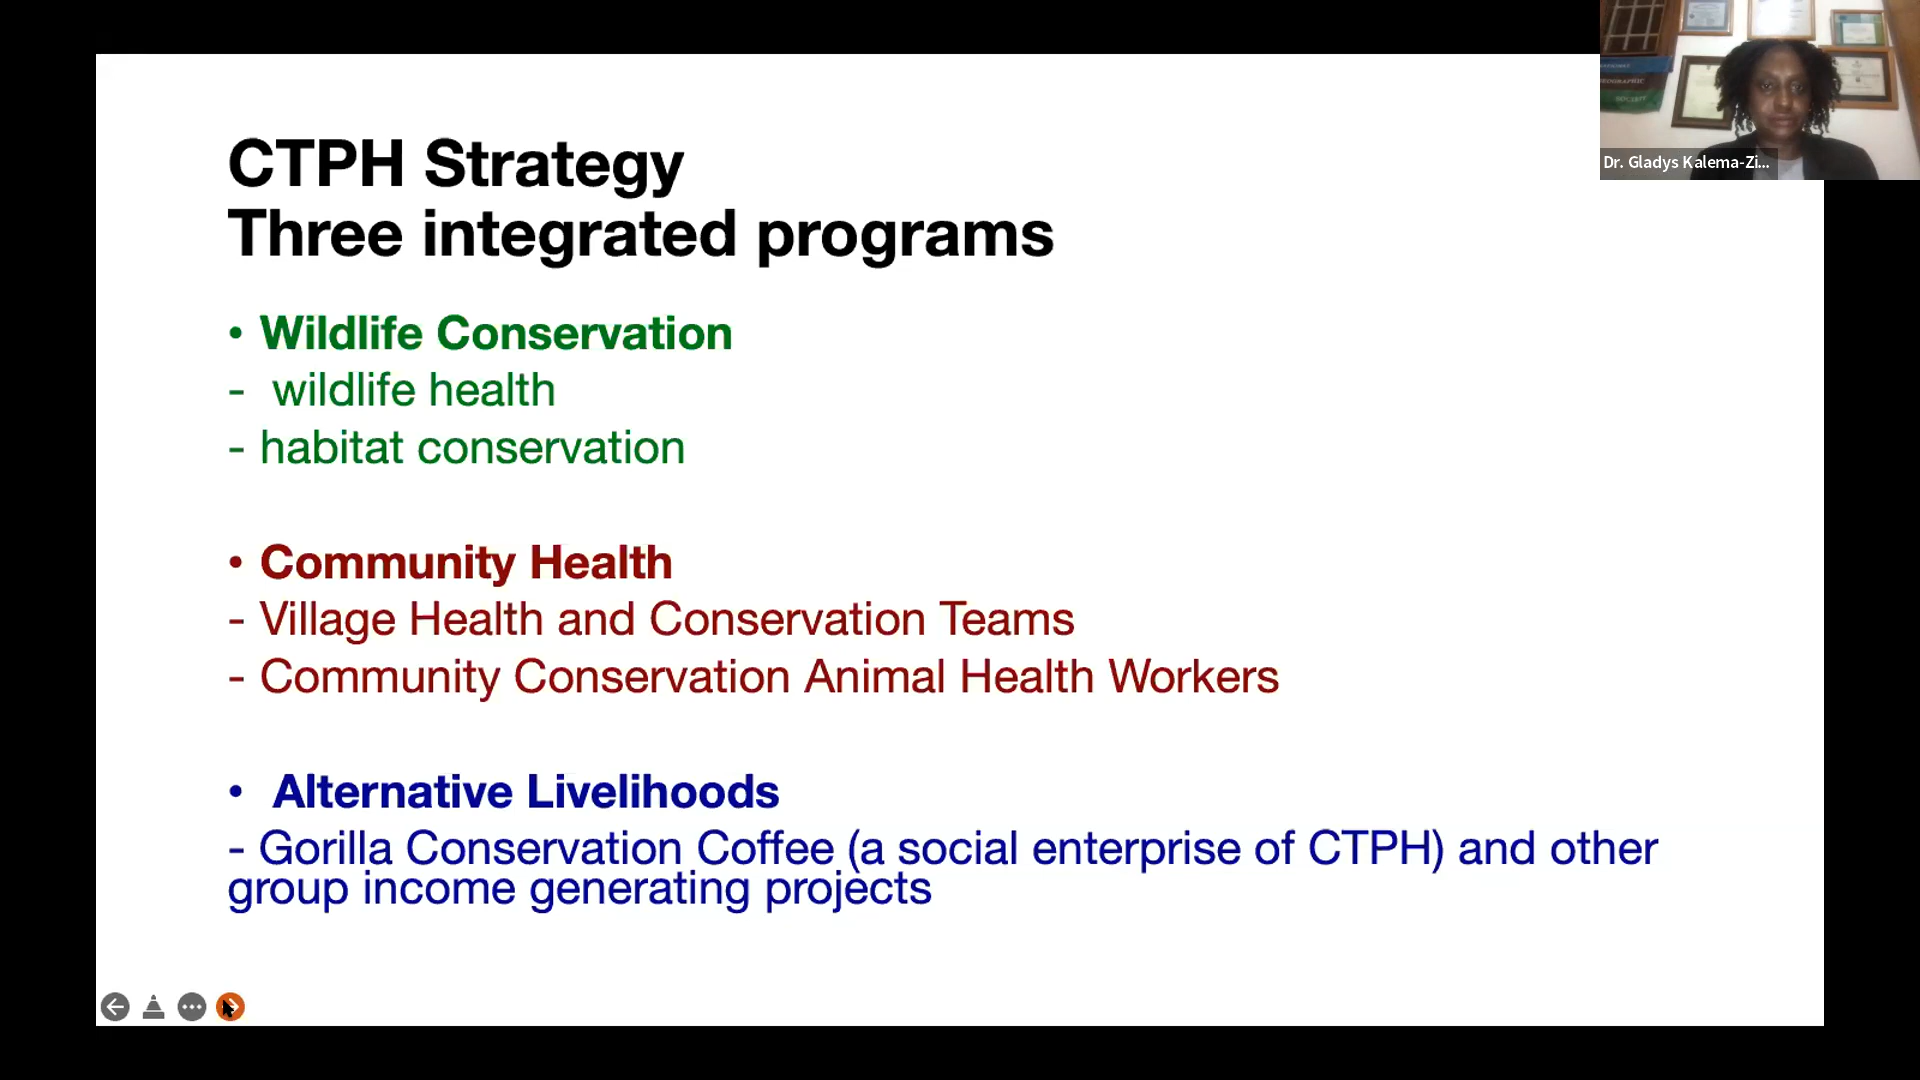 CTPH Strategy
Three integrated programs
• Wildlife Conservation
- wildlife health
- habitat conservation
• Community Health
- Village Health and Conservation Teams
- Community Conservation Animal Health Workers
• Alternative Livelihoods
- Gorilla Conservation Coffee (a social enterprise of CTPH) and other
group income generating projects
GEOGRAPHIC
SOCIETY
Dr. Gladys Kalema-Zi...